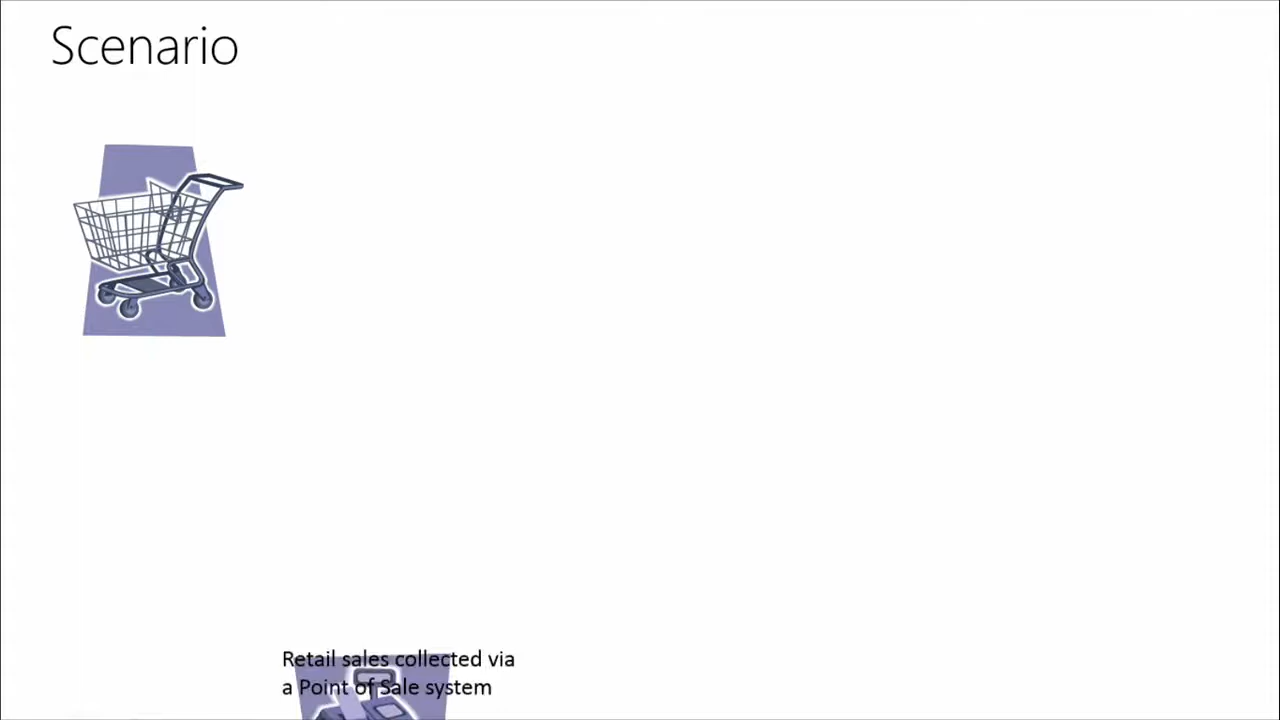 Scenario
Retail sales collected via
a Point of Sale system